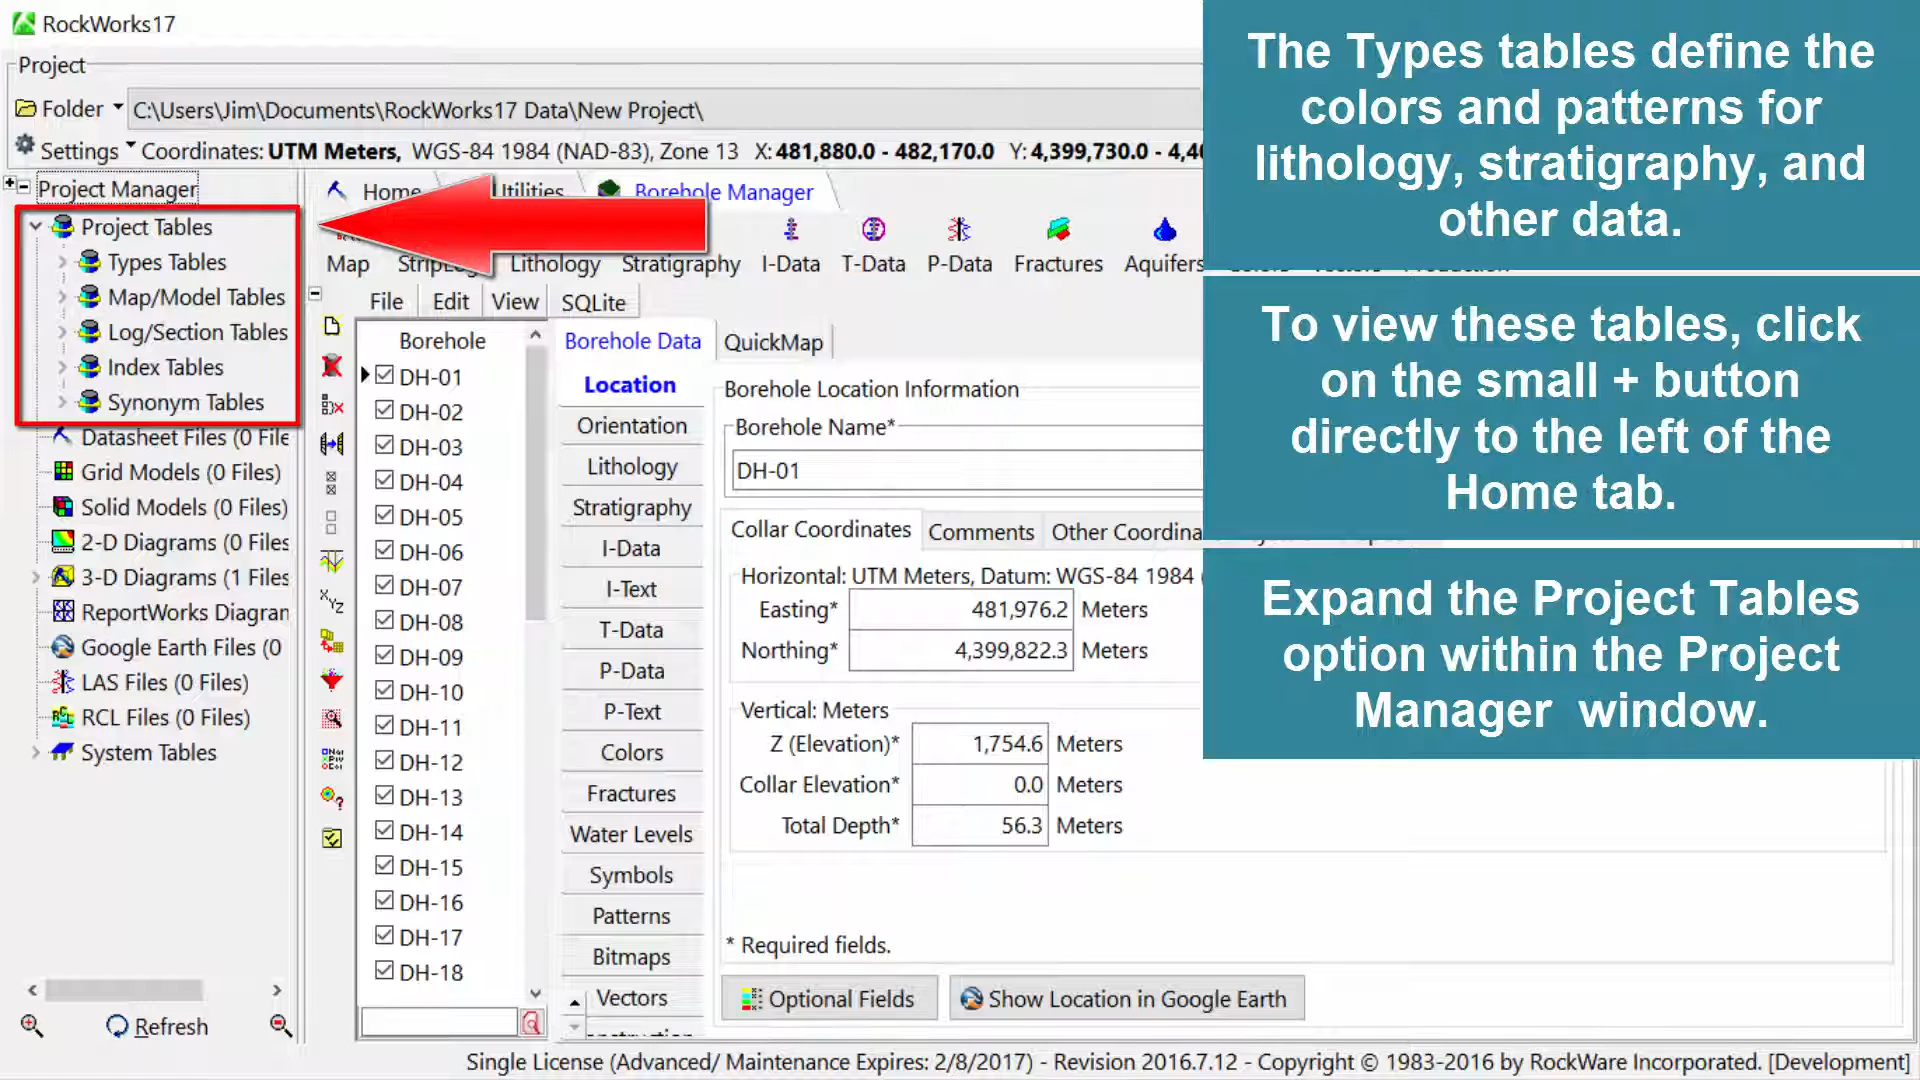 RockWorks17
Project
Folder
C:\Users\Jim\Documents\RockWorks17 Data\New Project\
Settings Coordinates: UTM Meters, WGS-84 1984 (NAD-83), Zone 13 X: 481,880.0 - 482,170.0 Y: 4,399,730.0 -
Project Manager
Project Tables
Types Tables
Map/Model Tables
Log/Section Tables
Index Tables
Synonym Tables
Datasheet Files (0 File
Grid Models (0 Files)
Solid Models (0 Files)
2-D Diagrams (0 Files
3-D Diagrams (1 Files
ReportWorks Diagran
Google Earth Files (0
LAS Files (0 Files)
RCL Files (0 Files)
System Tables
Refresh
Home Utilities Borehole Manager
Map Lithology Stratigraphy I-Data T-Data P-Data Fractures Aquifers
File Edit View SQLite
Borehole
DH-01
DH-02
DH-03
DH-04
DH-05
DH-06
DH-07
DH-08
DH-09
DH-10
DH-11
DH-12
DH-13
DH-14
DH-15
DH-16
DH-17
DH-18
Borehole Data QuickMap
Location
Orientation
Lithology
Stratigraphy
I-Data
I-Text
T-Data
P-Data
P-Text
Colors
Fractures
Water Levels
Symbols
Patterns
Bitmaps
Vectors
Borehole Location Information
Borehole Name*
DH-01
Collar Coordinates Comments Other Coordina
Horizontal: UTM Meters, Datum: WGS-84 1984 (
Easting* 481,976.2 Meters
Northing* 4,399,822.3 Meters
Vertical: Meters
Z (Elevation)* 1,754.6 Meters
Collar Elevation* 0.0 Meters
Total Depth* 56.3 Meters
* Required fields.
Optional Fields Show Location in Google Earth
The Types tables define the
colors and patterns for
lithology, stratigraphy, and
other data.
To view these tables, click
on the small + button
directly to the left of the
Home tab.
Expand the Project Tables
option within the Project
Manager window.
Single License (Advanced/ Maintenance Expires: 2/8/2017) - Revision 2016.7.12 - Copyright © 1983-2016 by RockWare Incorporated. [Development]